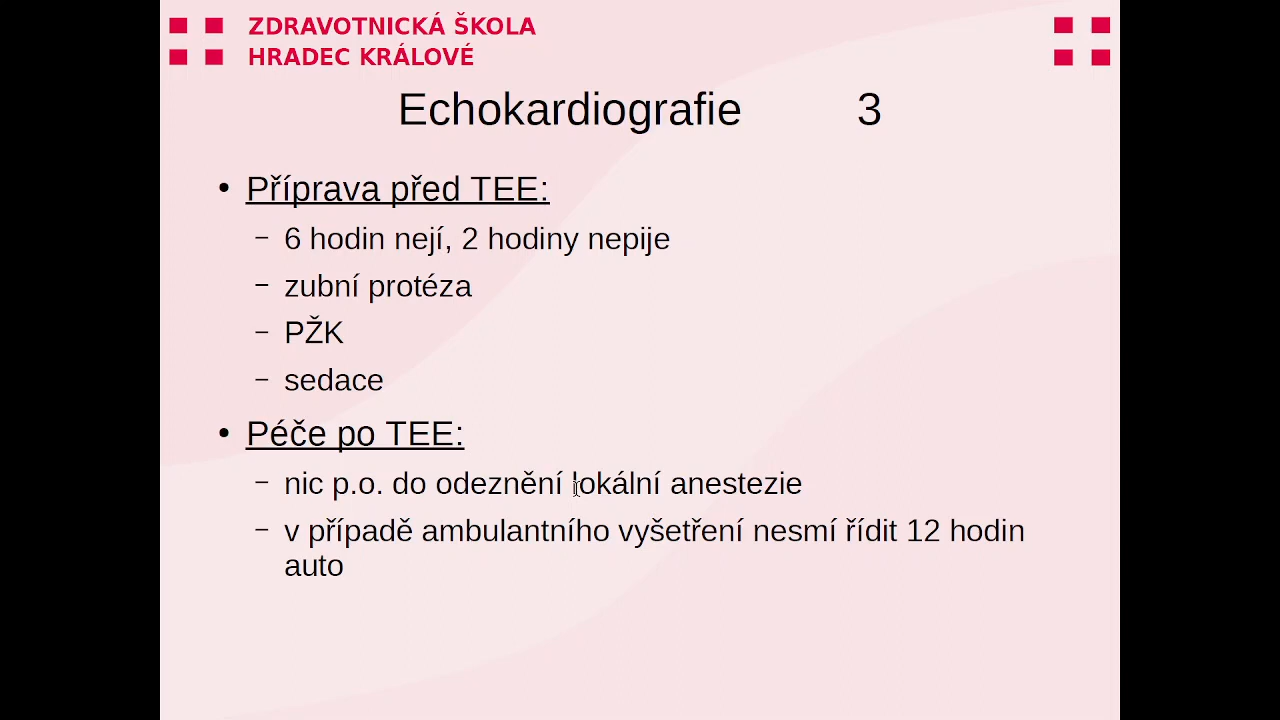 ZDRAVOTNICKÁ ŠKOLA
HRADEC KRÁLOVÉ
Echokardiografie 3
• Příprava před TEE:
– 6 hodin nejí, 2 hodiny nepije
– zubní protéza
– PŽK
– sedace
• Péče po TEE:
– nic p.o. do odeznění lokální anestezie
– v případě ambulantního vyšetření nesmí řídit 12 hodin
auto